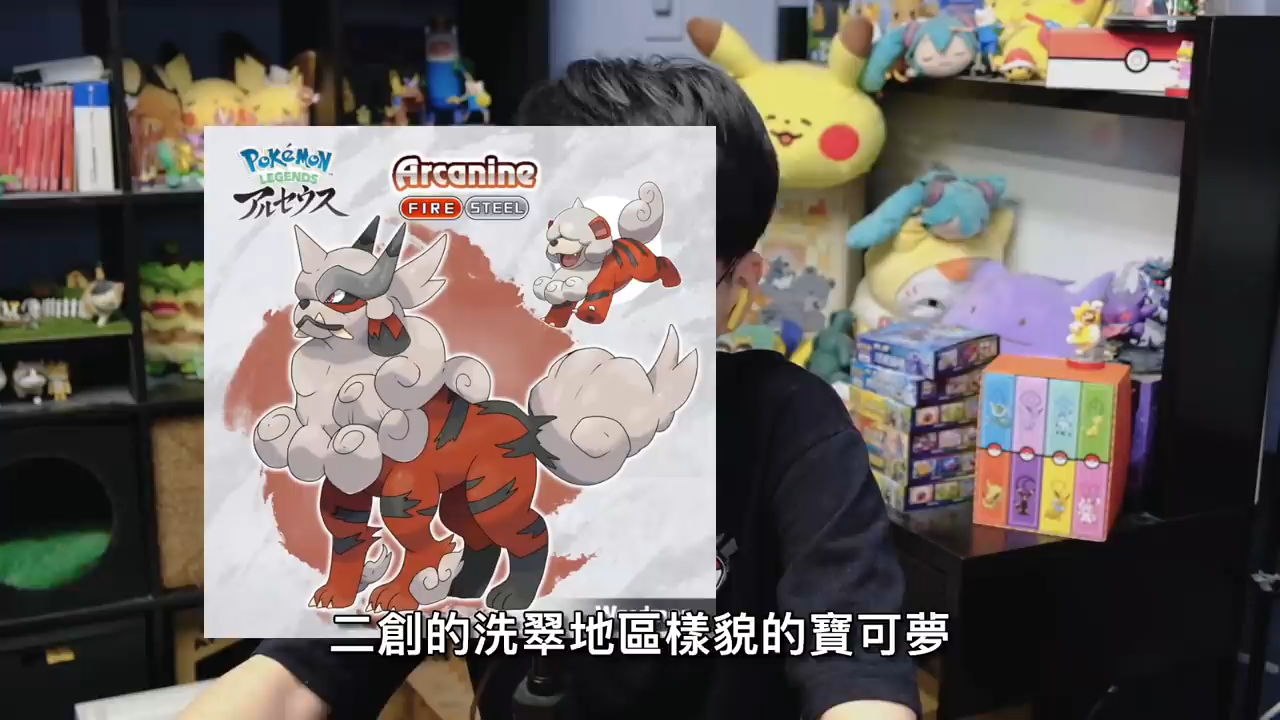 POKéMON
LEGENDS
アルセウス
Arcanine
FIRE STEEL
二創的洗翠地區樣貌的寶可夢